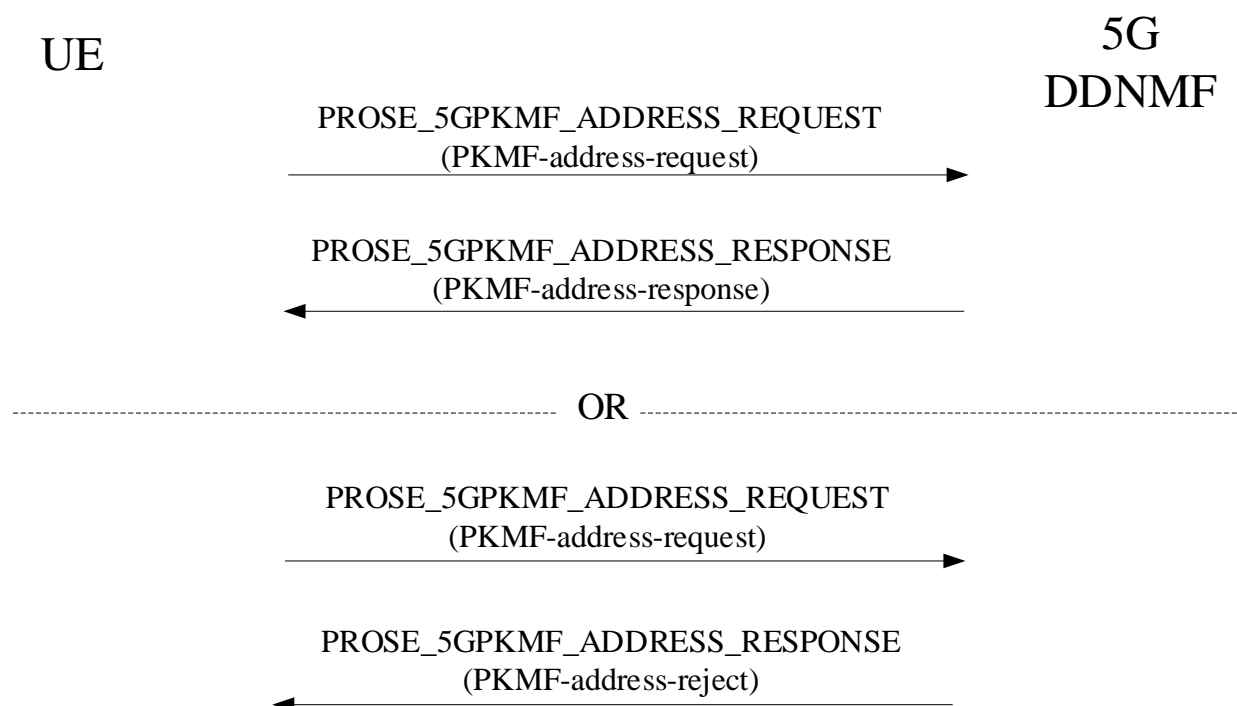 UE
5G
DDNMF
PROSE_5GPKMF_ADDRESS_REQUEST
(PKMF-address-request)
PROSE_5GPKMF_ADDRESS_RESPONSE
(PKMF-address-response)
OR
PROSE_5GPKMF_ADDRESS_REQUEST
(PKMF-address-request)
PROSE_5GPKMF_ADDRESS_RESPONSE
(PKMF-address-reject)